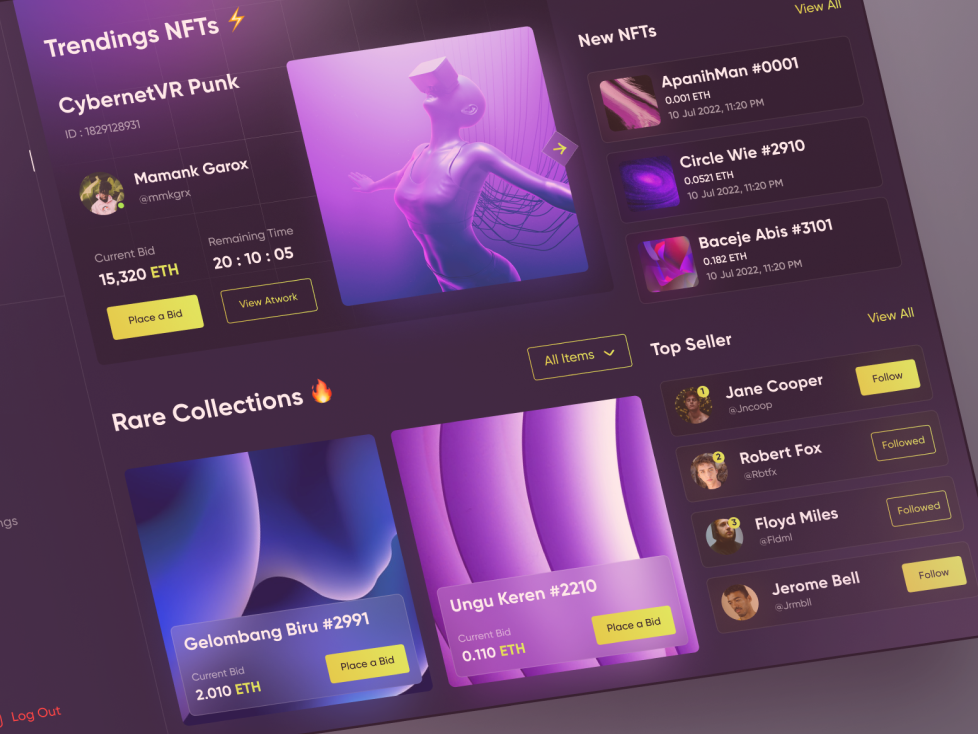 Trendings NFTs ⚡
CybernetVR Punk
ID : 1829128931
Mamank Garox
@mmkgrx
Current Bid
15,320 ETH
Remaining Time
20 : 10 : 05
Place a Bid
View Atwork
Rare Collections 🔥
All Items
Gelombang Biru #2991
Current Bid
2.010 ETH
Place a Bid
Ungu Keren #2210
Current Bid
0.110 ETH
Place a Bid
New NFTs
View All
ApanihMan #0001
0.001 ETH
10 Jul 2022, 11:20 PM
Circle Wie #2910
0.0521 ETH
10 Jul 2022, 11:20 PM
Baceje Abis #3101
0.182 ETH
10 Jul 2022, 11:20 PM
Top Seller
View All
1
Jane Cooper
@Jncoop
Follow
2
Robert Fox
@Rbtfx
Followed
3
Floyd Miles
@Fldml
Followed
Jerome Bell
@Jrmbll
Follow
Log Out